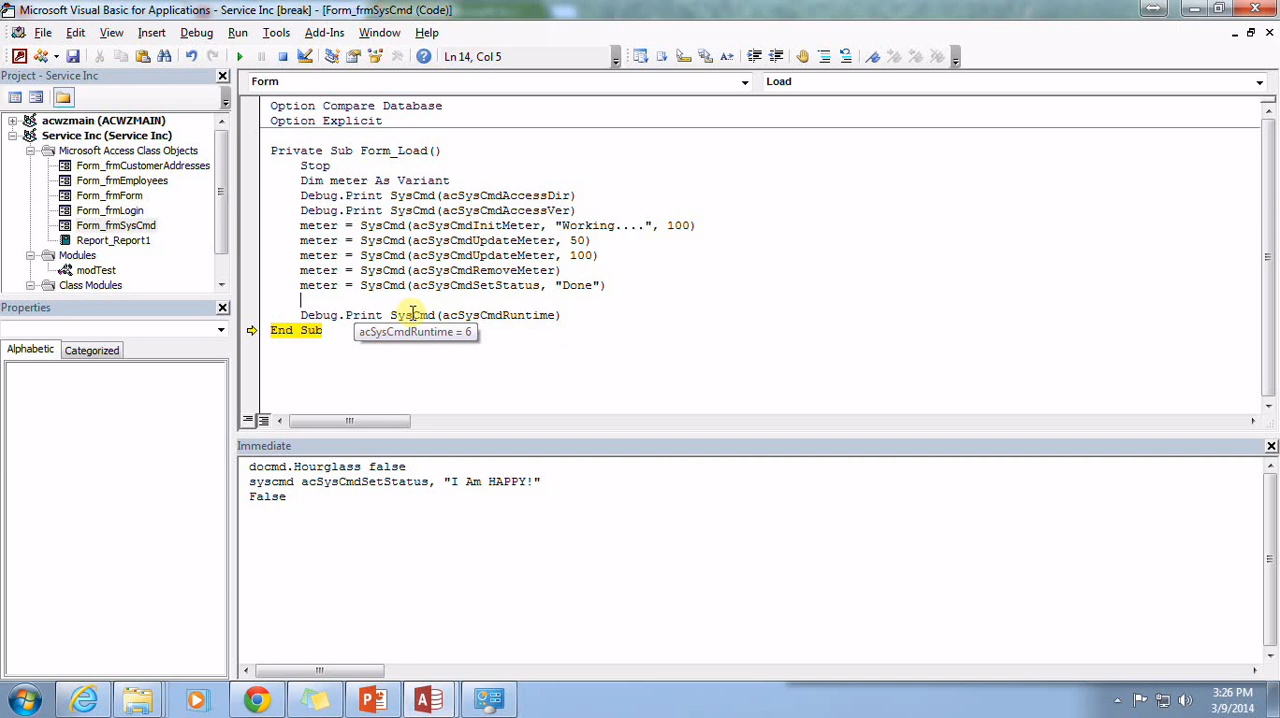 Microsoft Visual Basic for Applications - Service Inc [break] - [Form_frmSysCmd (Code)]
File Edit View Insert Format Debug Run Tools Add-Ins Window Help
Ln 14, Col 5
Project - Service Inc
Form
Load
acwzmain (ACWZMAIN)
Service Inc (Service Inc)
Microsoft Access Class Objects
Form_frmCustomerAddresses
Form_frmEmployees
Form_frmForm
Form_frmLogin
Form_frmSysCmd
Report_Report1
Modules
modTest
Class Modules
Properties
Alphabetic Categorized
Option Compare Database
Option Explicit
Private Sub Form_Load()
Stop
Dim meter As Variant
Debug.Print SysCmd(acSysCmdAccessDir)
Debug.Print SysCmd(acSysCmdAccessVer)
meter = SysCmd(acSysCmdInitMeter, "Working....", 100)
meter = SysCmd(acSysCmdUpdateMeter, 50)
meter = SysCmd(acSysCmdUpdateMeter, 100)
meter = SysCmd(acSysCmdRemoveMeter)
meter = SysCmd(acSysCmdSetStatus, "Done")
Debug.Print SysCmd(acSysCmdRuntime)
End Sub
acSysCmdRuntime = 6
Immediate
docmd.Hourglass false
syscmd acSysCmdSetStatus, "I Am HAPPY!"
False
3:26 PM
3/9/2014